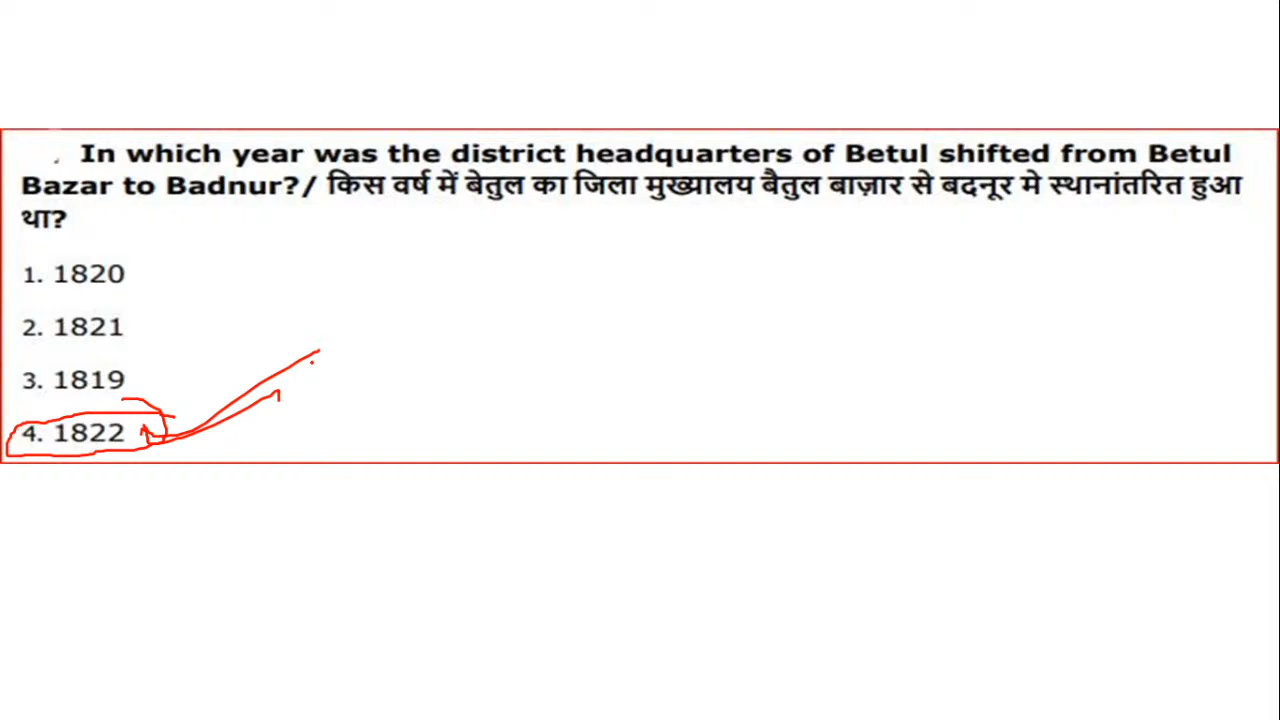 In which year was the district headquarters of Betul shifted from Betul
Bazar to Badnur?/ किस वर्ष में बेतुल का जिला मुख्यालय बैतुल बाज़ार से बदनूर मे स्थानांतरित हुआ
था?
1. 1820
2. 1821
3. 1819
4. 1822